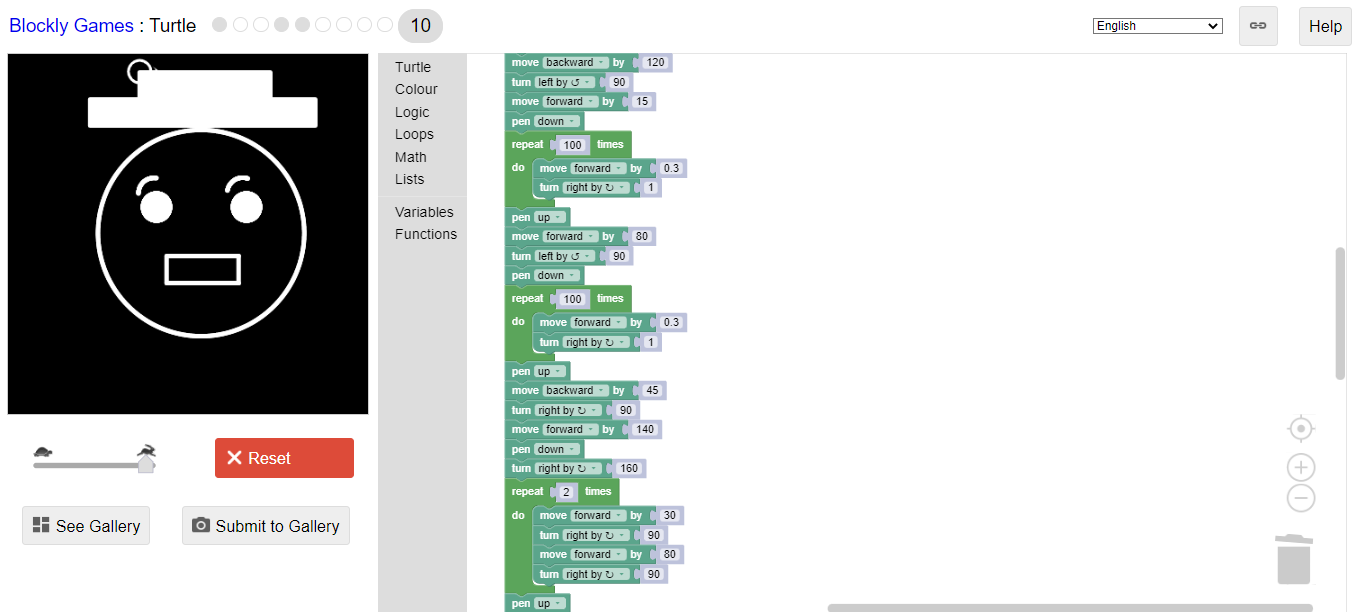 Blockly Games : Turtle 10 English Help
Turtle
Colour
Logic
Loops
Math
Lists
Variables
Functions
move backward by 120
turn left by ↺ 90
move forward by 15
pen down
repeat 100 times
do move forward by 0.3
turn right by ↻ 1
pen up
move forward by 80
turn left by ↺ 90
pen down
repeat 100 times
do move forward by 0.3
turn right by ↻ 1
pen up
move backward by 45
turn right by ↻ 90
move forward by 140
pen down
turn right by ↻ 160
repeat 2 times
do move forward by 30
turn right by ↻ 90
move forward by 80
turn right by ↻ 90
pen up
Reset
See Gallery
Submit to Gallery